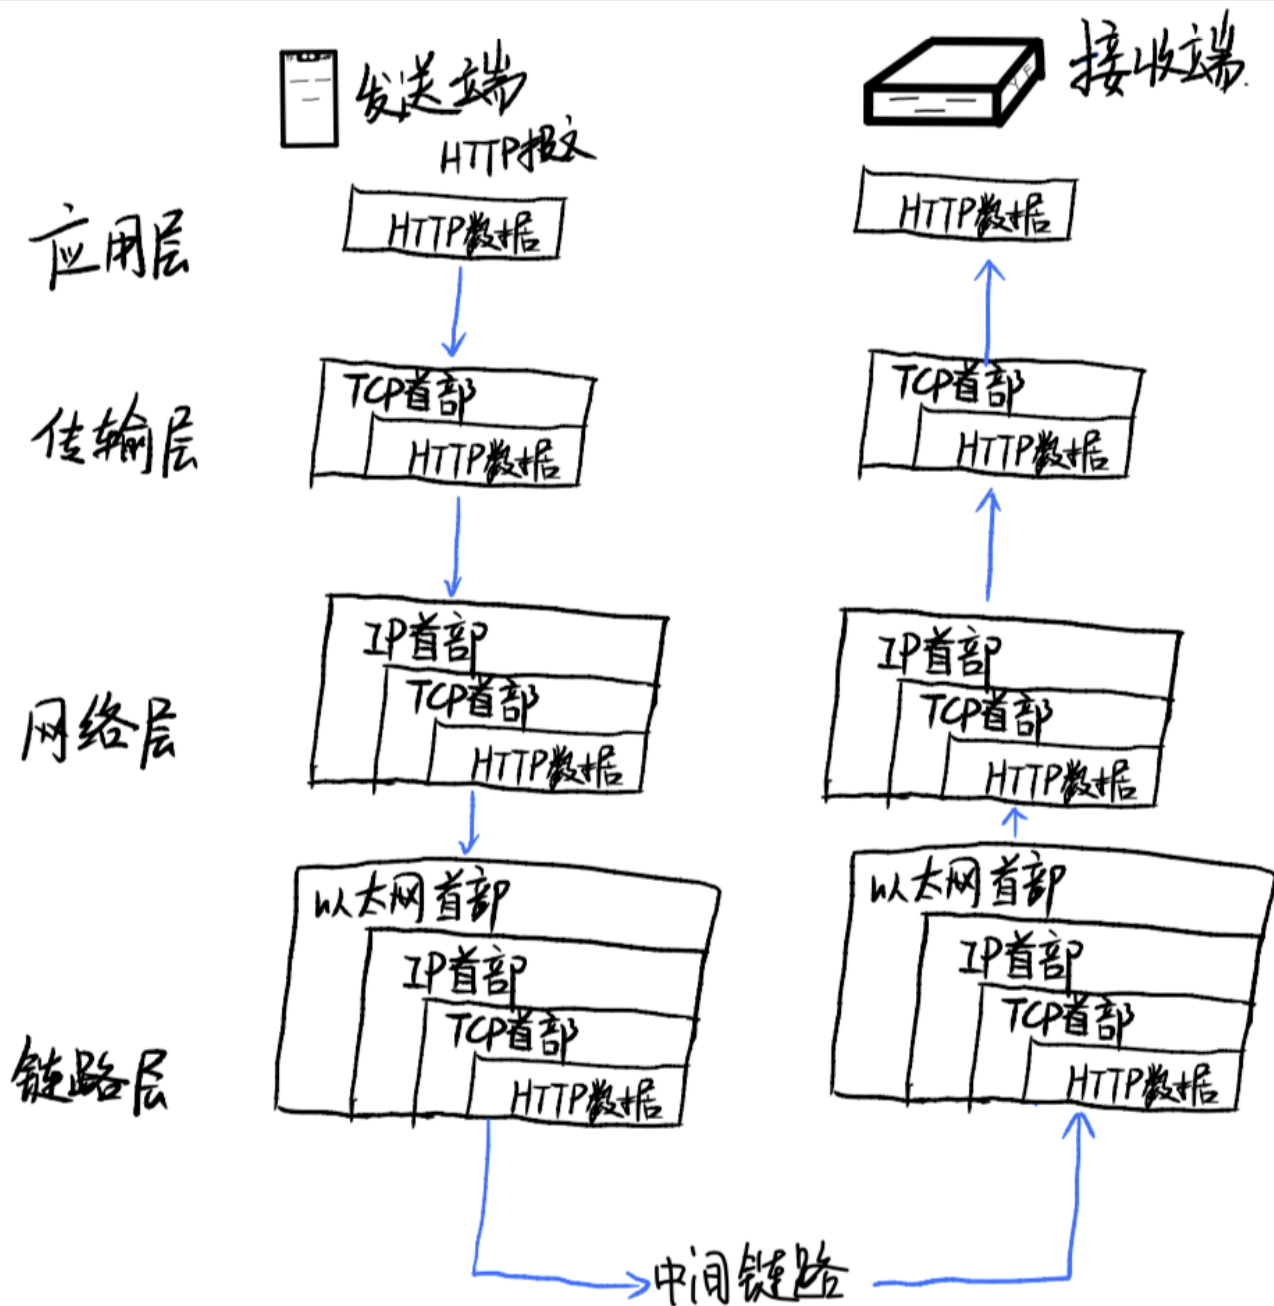 发送端
接收端
HTTP报文
应用层
HTTP数据
HTTP数据
传输层
TCP首部
HTTP数据
TCP首部
HTTP数据
网络层
IP首部
TCP首部
HTTP数据
IP首部
TCP首部
HTTP数据
链路层
以太网首部
IP首部
TCP首部
HTTP数据
以太网首部
IP首部
TCP首部
HTTP数据
中间链路